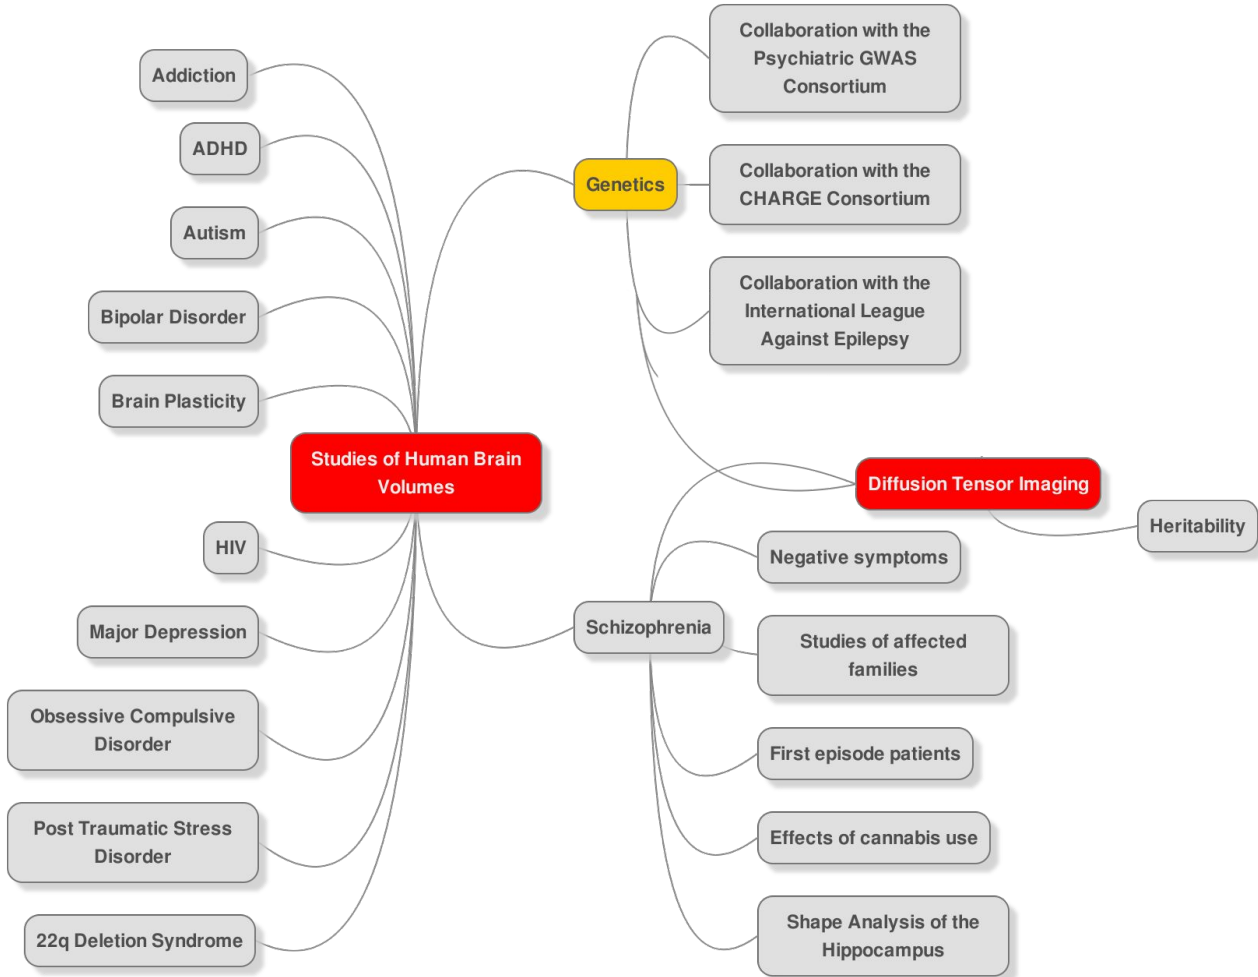 Addiction
ADHD
Autism
Bipolar Disorder
Brain Plasticity
Studies of Human Brain
Volumes
HIV
Major Depression
Obsessive Compulsive
Disorder
Post Traumatic Stress
Disorder
22q Deletion Syndrome
Genetics
Collaboration with the
Psychiatric GWAS
Consortium
Collaboration with the
CHARGE Consortium
Collaboration with the
International League
Against Epilepsy
Diffusion Tensor Imaging
Heritability
Schizophrenia
Negative symptoms
Studies of affected
families
First episode patients
Effects of cannabis use
Shape Analysis of the
Hippocampus